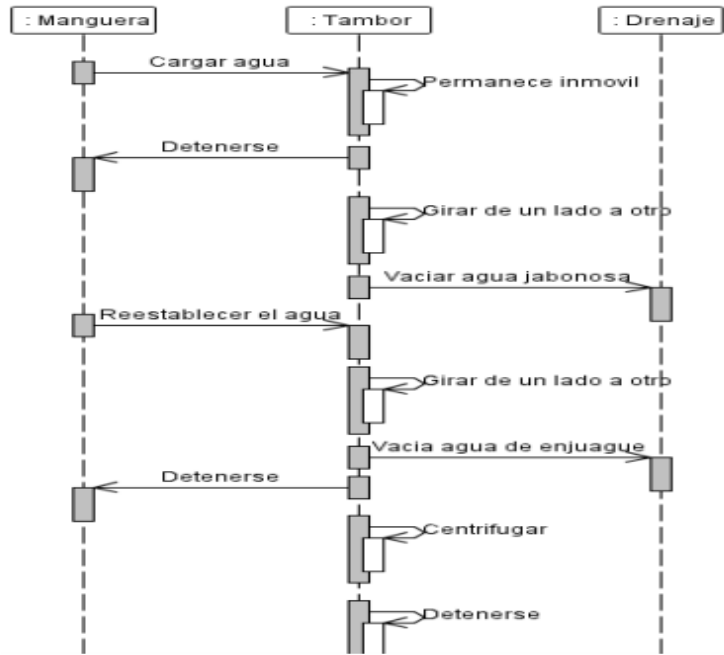 : Manguera
: Tambor
: Drenaje
Cargar agua
Permanece inmovil
Detenerse
Girar de un lado a otro
Vaciar agua jabonosa
Reestablecer el agua
Girar de un lado a otro
Vacia agua de enjuague
Detenerse
Centrifugar
Detenerse